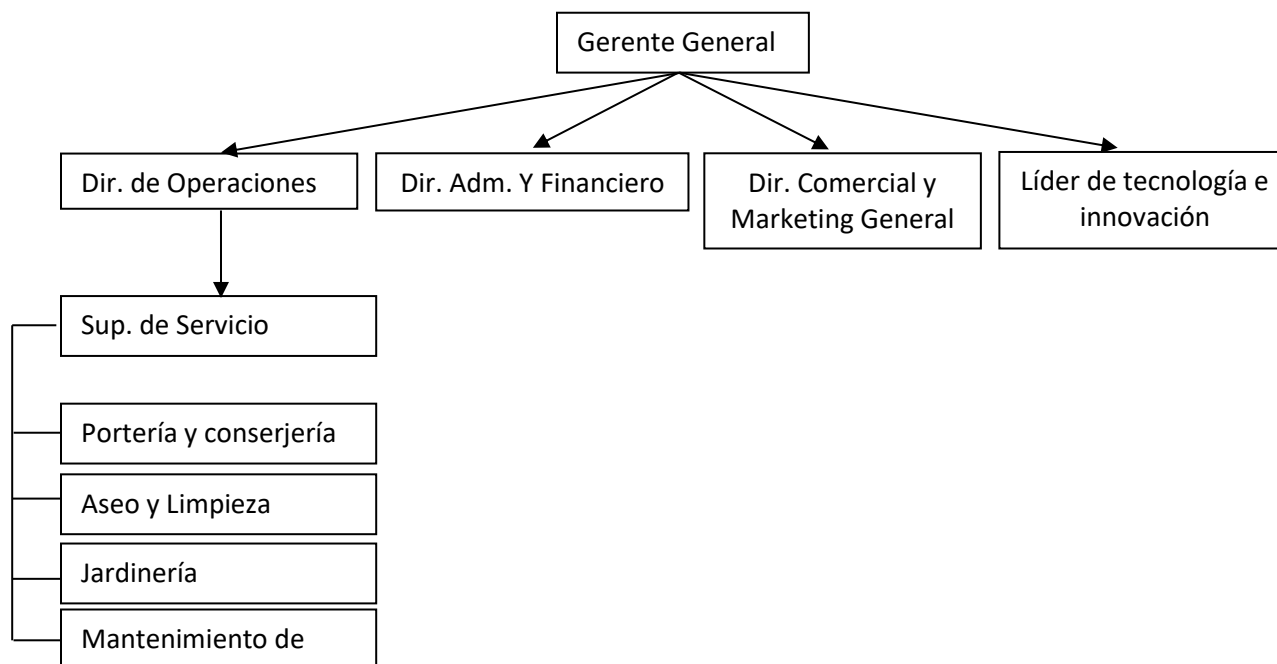 Gerente General
Dir. de Operaciones
Dir. Adm. Y Financiero
Dir. Comercial y
Marketing General
Líder de tecnología e
innovación
Sup. de Servicio
Portería y conserjería
Aseo y Limpieza
Jardinería
Mantenimiento de